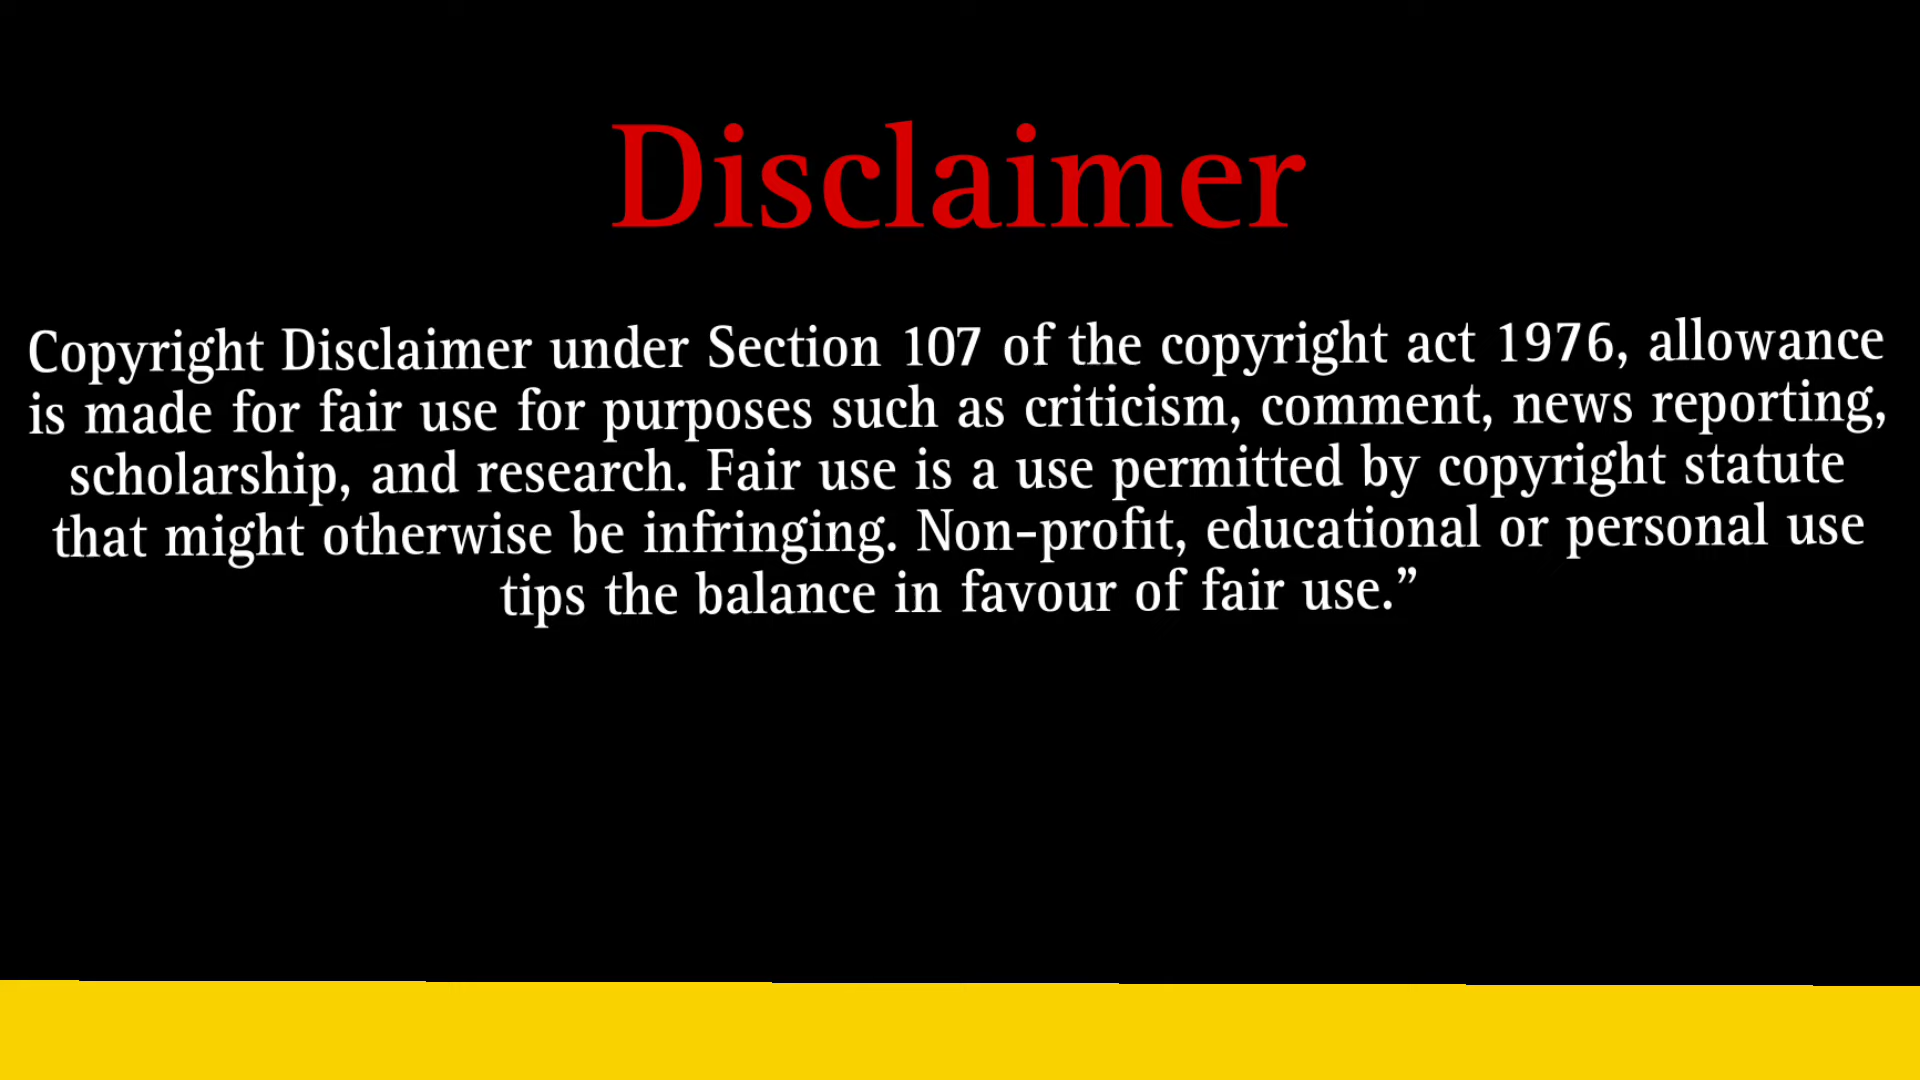 Disclaimer
Copyright Disclaimer under Section 107 of the copyright act 1976, allowance
is made for fair use for purposes such as criticism, comment, news reporting,
scholarship, and research. Fair use is a use permitted by copyright statute
that might otherwise be infringing. Non-profit, educational or personal use
tips the balance in favour of fair use.”